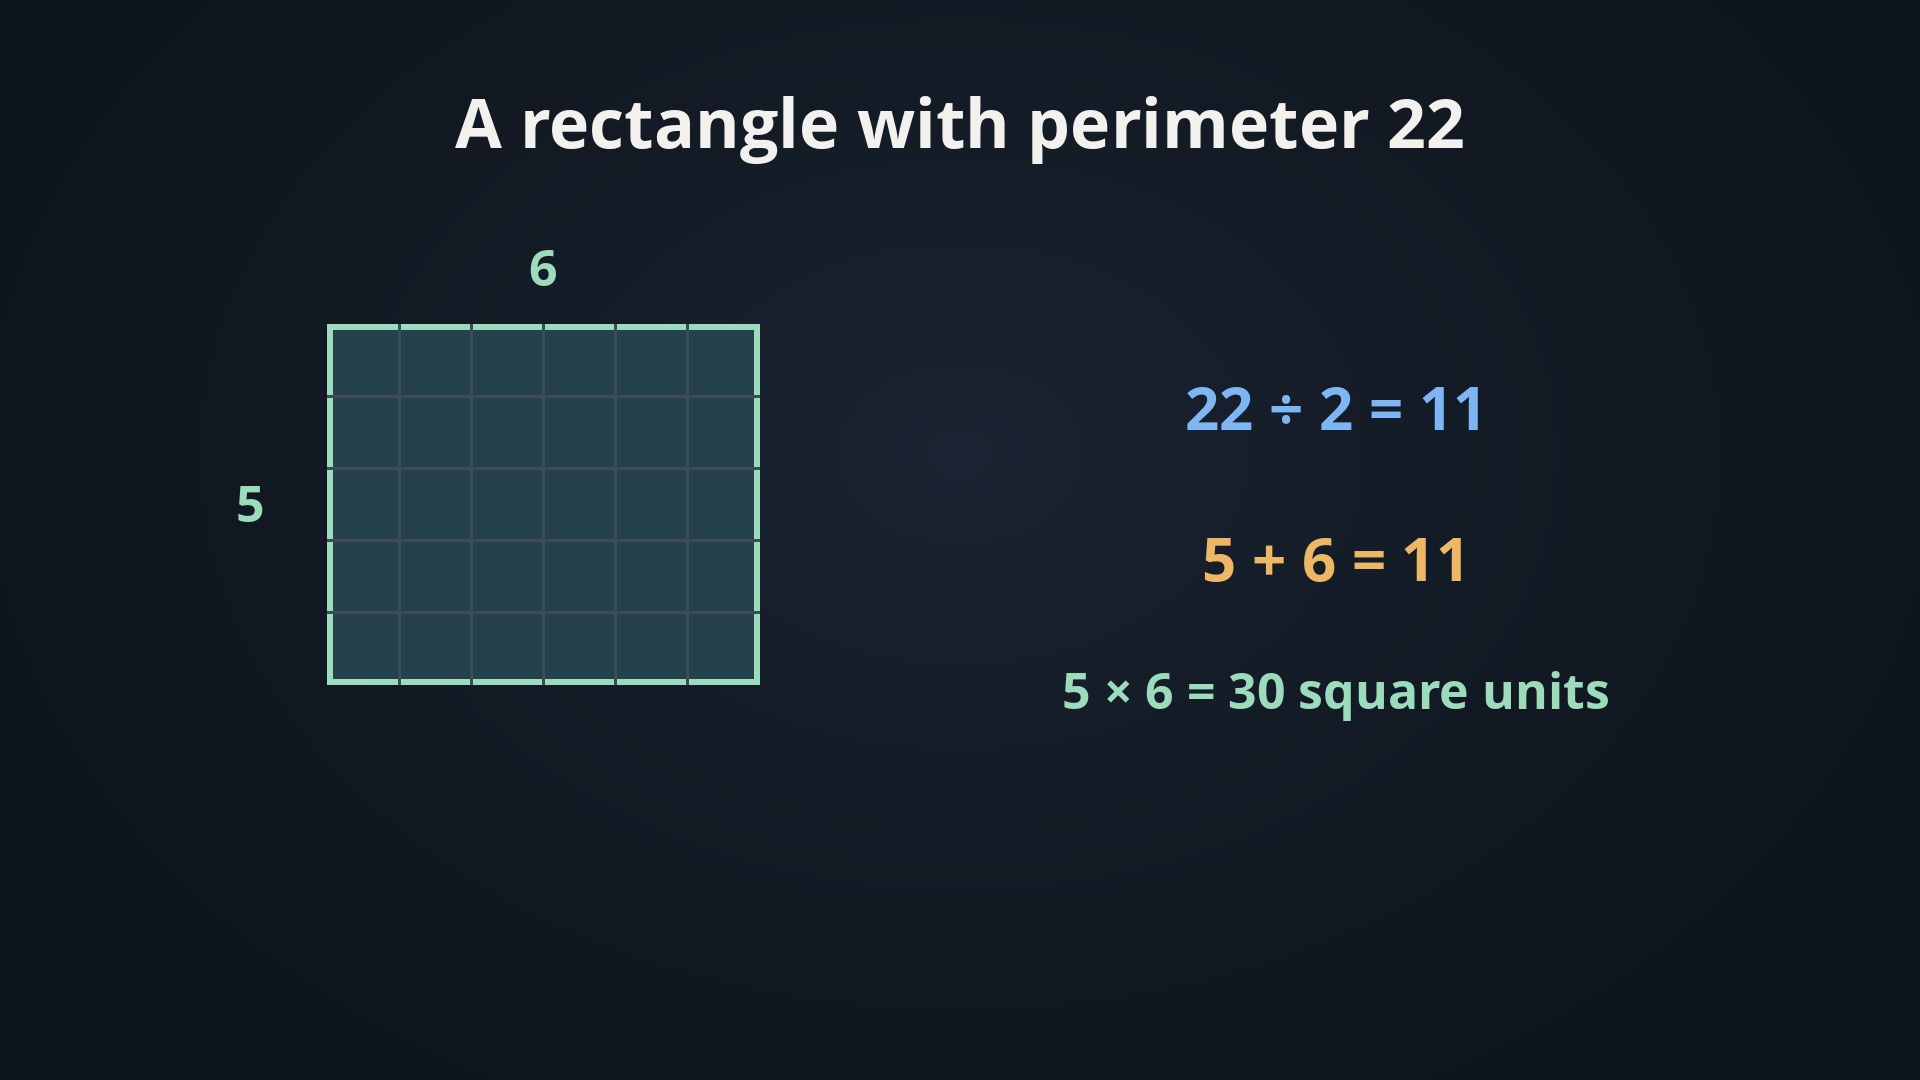 A rectangle with perimeter 22
6
5
22 ÷ 2 = 11
5 + 6 = 11
5 × 6 = 30 square units